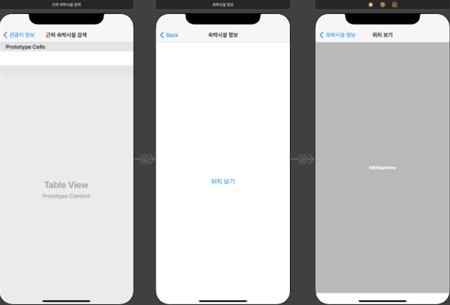 근처 숙박시설 검색
관광지 정보
근처 숙박시설 검색
Prototype Cells
Table View
Prototype Content
숙박시설 정보
Back
숙박시설 정보
위치 보기
숙박시설 정보
위치 보기
WKMapView